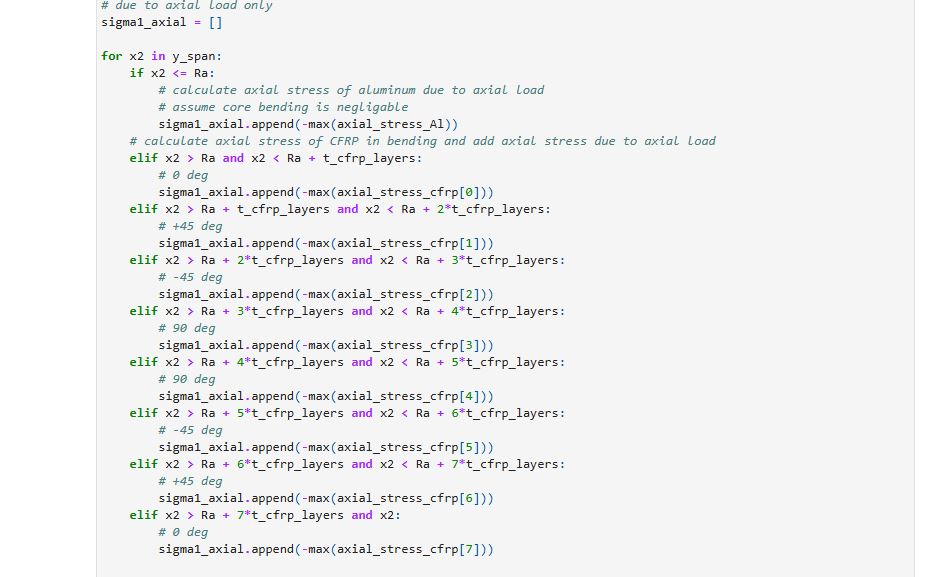 # due to axial load only
sigma1_axial = []
for x2 in y_span:
if x2 <= Ra:
# calculate axial stress of aluminum due to axial load
# assume core bending is negligable
sigma1_axial.append(-max(axial_stress_Al))
# calculate axial stress of CFRP in bending and add axial stress due to axial load
elif x2 > Ra and x2 < Ra + t_cfrp_layers:
# 0 deg
sigma1_axial.append(-max(axial_stress_cfrp[0]))
elif x2 > Ra + t_cfrp_layers and x2 < Ra + 2*t_cfrp_layers:
# +45 deg
sigma1_axial.append(-max(axial_stress_cfrp[1]))
elif x2 > Ra + 2*t_cfrp_layers and x2 < Ra + 3*t_cfrp_layers:
# -45 deg
sigma1_axial.append(-max(axial_stress_cfrp[2]))
elif x2 > Ra + 3*t_cfrp_layers and x2 < Ra + 4*t_cfrp_layers:
# 90 deg
sigma1_axial.append(-max(axial_stress_cfrp[3]))
elif x2 > Ra + 4*t_cfrp_layers and x2 < Ra + 5*t_cfrp_layers:
# 90 deg
sigma1_axial.append(-max(axial_stress_cfrp[4]))
elif x2 > Ra + 5*t_cfrp_layers and x2 < Ra + 6*t_cfrp_layers:
# -45 deg
sigma1_axial.append(-max(axial_stress_cfrp[5]))
elif x2 > Ra + 6*t_cfrp_layers and x2 < Ra + 7*t_cfrp_layers:
# +45 deg
sigma1_axial.append(-max(axial_stress_cfrp[6]))
elif x2 > Ra + 7*t_cfrp_layers and x2:
# 0 deg
sigma1_axial.append(-max(axial_stress_cfrp[7]))